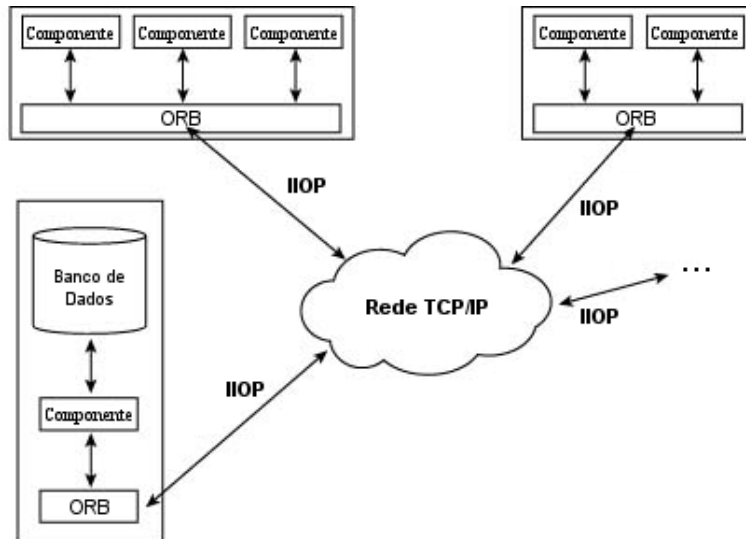 Componente Componente Componente
ORB
Componente Componente
ORB
IIOP
IIOP
Banco de
Dados
Componente
ORB
IIOP
Rede TCP/IP
...
IIOP